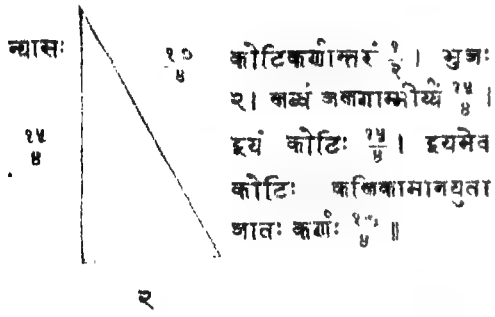 न्यासः
१५
४
१७
४
२
कोटिकर्णान्तरं १/२ । भुजः
२। लब्धं जलगाम्भीर्य्यं १५/४ ।
इयं कोटिः १५/४ । इयमेव
कोटिः कलिकामानयुता
जातः कर्णः १७/४ ॥